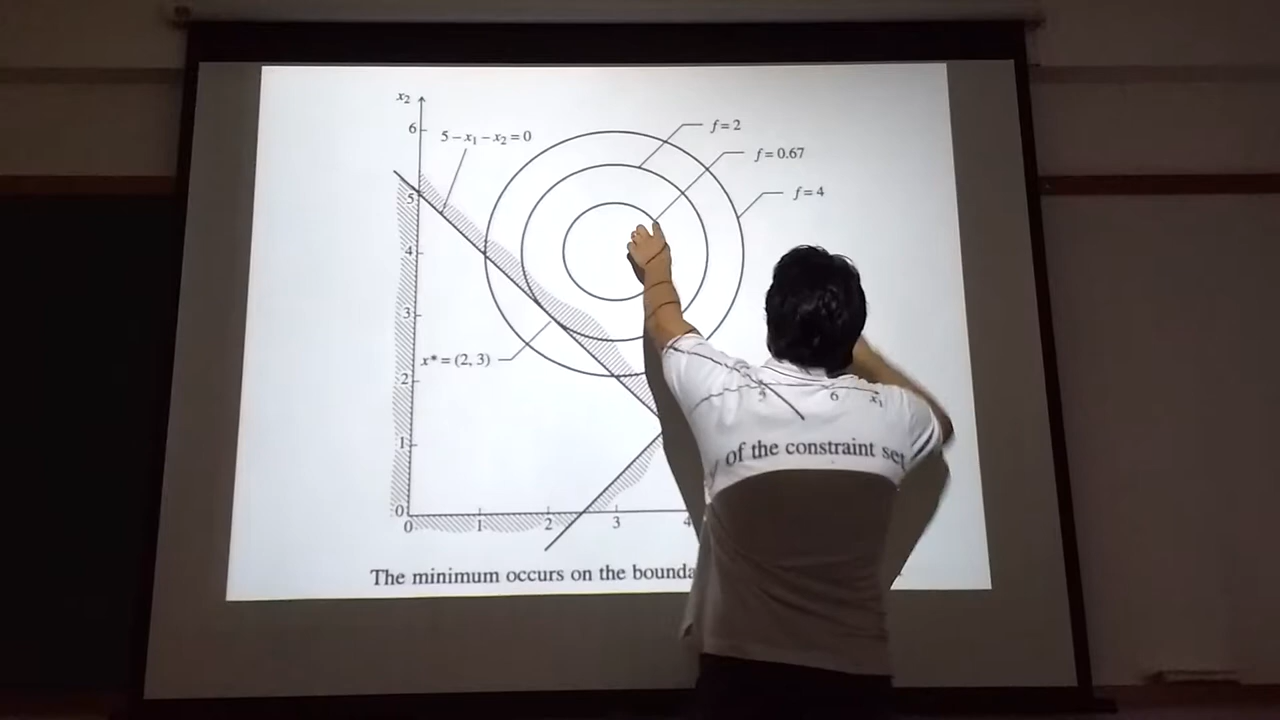 x₂
6
5 − x₁ − x₂ = 0
f = 2
f = 0.67
f = 4
5
4
3
x* = (2, 3)
2
1
0
0 1 2 3 4
5 6 x₁
of the constraint set
The minimum occurs on the bounda